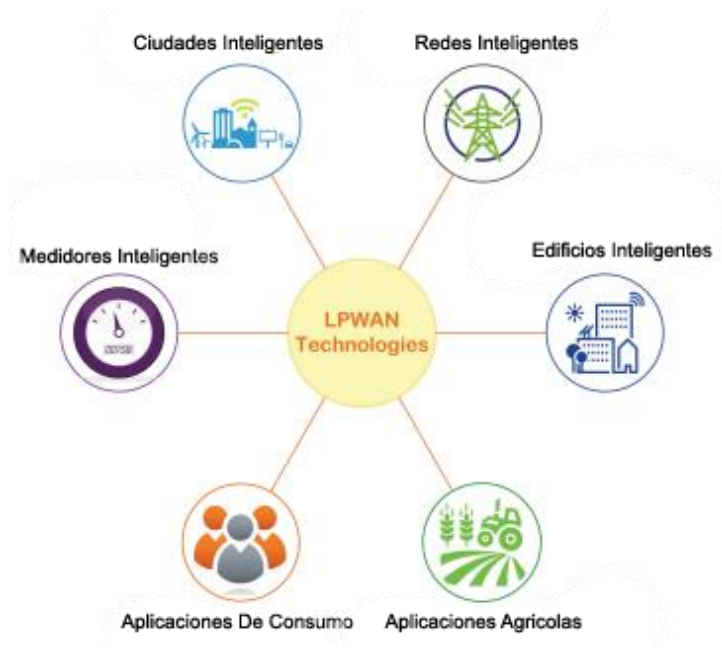 Ciudades Inteligentes
Redes Inteligentes
Medidores Inteligentes
Edificios Inteligentes
LPWAN
Technologies
Aplicaciones De Consumo
Aplicaciones Agricolas